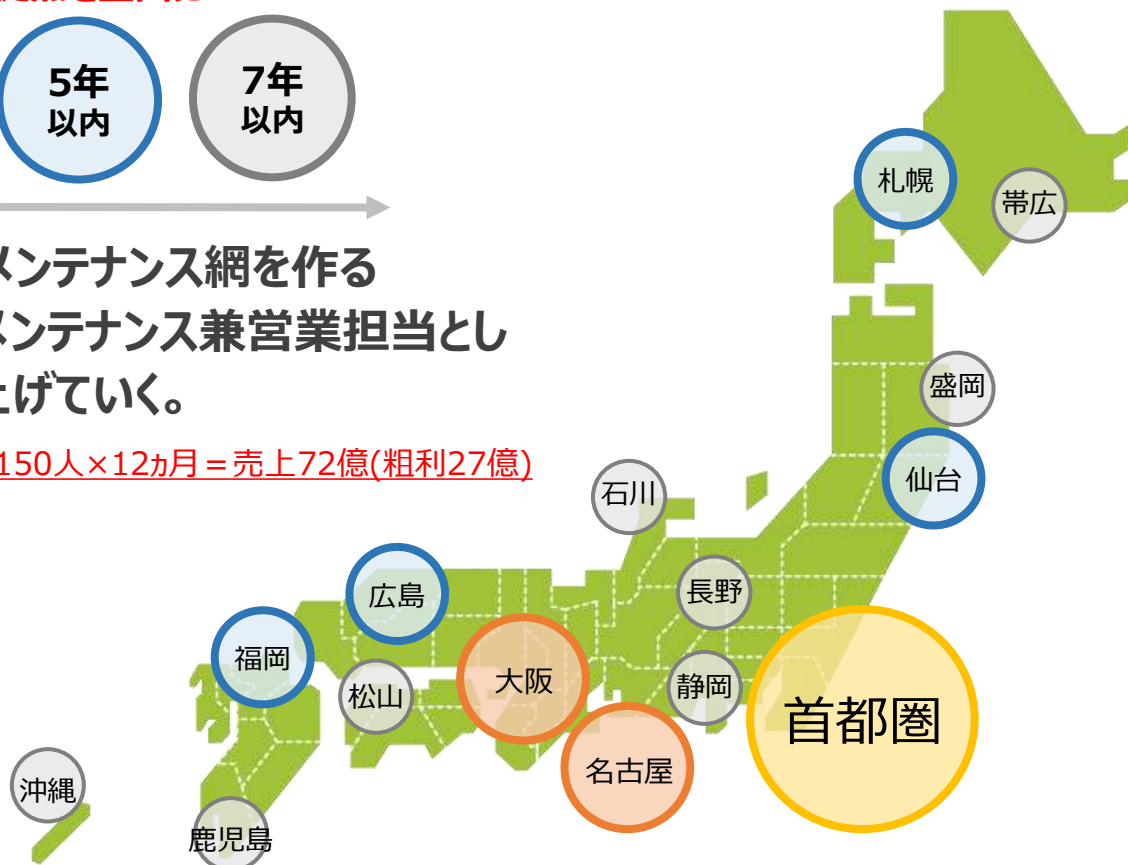 5年
以内
7年
以内
メンテナンス網を作る
メンテナンス兼営業担当とし
上げていく。
150人×12ヵ月＝売上72億(粗利27億)
札幌
帯広
盛岡
仙台
石川
長野
広島
福岡
松山
大阪
静岡
首都圏
名古屋
沖縄
鹿児島